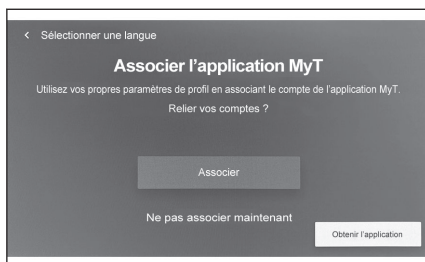 Sélectionner une langue
Associer l'application MyT
Utilisez vos propres paramètres de profil en associant le compte de l'application MyT.
Relier vos comptes ?
Associer
Ne pas associer maintenant
Obtenir l'application